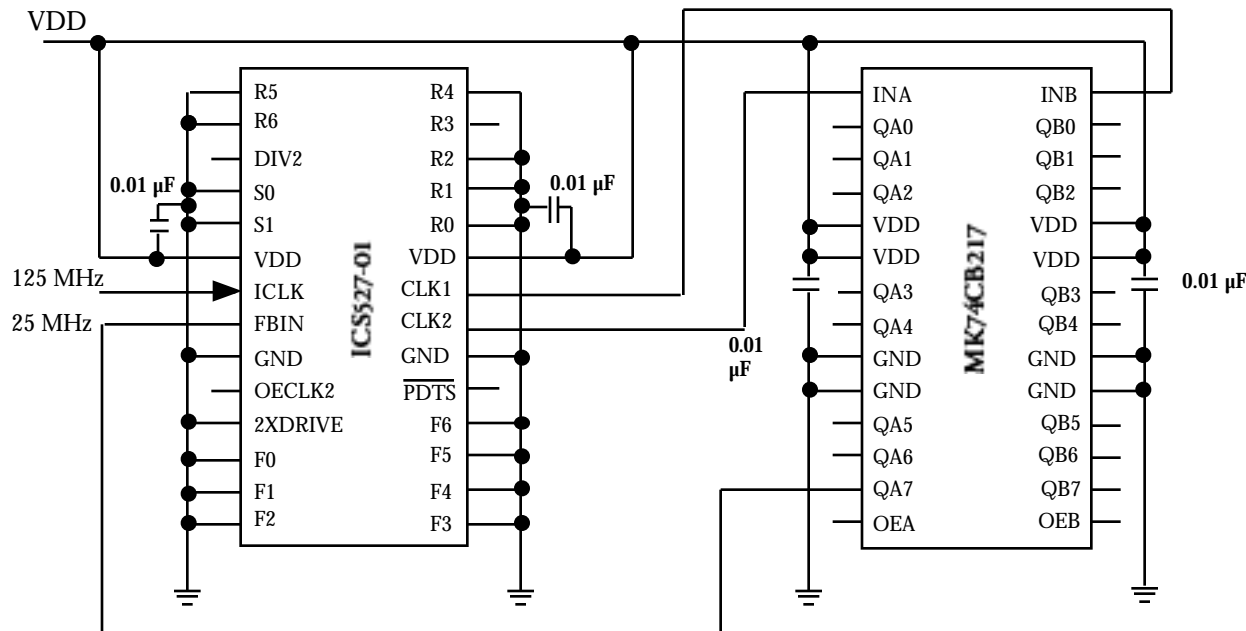 VDD
R5
R6
DIV2
S0
S1
VDD
ICLK
FBIN
GND
OECLK2
2XDRIVE
F0
F1
F2
R4
R3
R2
R1
R0
VDD
CLK1
CLK2
GND
PDTS
F6
F5
F4
F3
ICS527-01
0.01 µF
0.01 µF
125 MHz
25 MHz
0.01
µF
INA
QA0
QA1
QA2
VDD
VDD
QA3
QA4
GND
GND
QA5
QA6
QA7
OEA
INB
QB0
QB1
QB2
VDD
VDD
QB3
QB4
GND
GND
QB5
QB6
QB7
OEB
MK74CB217
0.01 µF